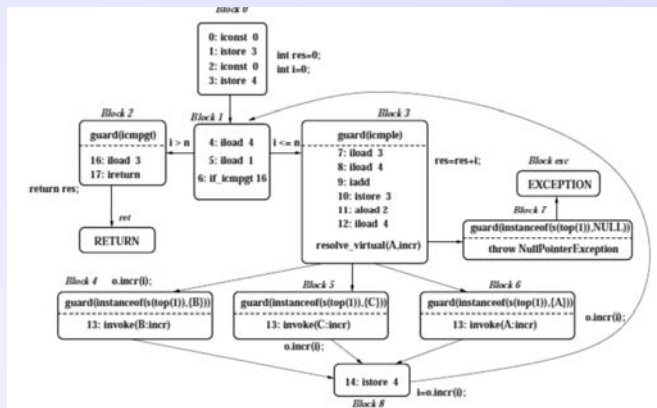 Block 0
0: iconst 0
1: istore 3
2: iconst 0
3: istore 4
int res=0;
int i=0;
Block 2
guard(icmpgt)
16: iload 3
17: ireturn
return res;
ret
RETURN
i > n
Block 1
4: iload 4
5: iload 1
6: if_icmpgt 16
i <= n
Block 3
guard(icmple)
7: iload 3
8: iload 4
9: iadd
10: istore 3
11: aload 2
12: iload 4
resolve_virtual(A,incr)
res=res+i;
Block exc
EXCEPTION
Block 7
guard(instanceof(s(top(1)),NULL))
throw NullPointerException
Block 4
o.incr(i);
guard(instanceof(s(top(1)),{B}))
13: invoke(B:incr)
Block 5
guard(instanceof(s(top(1)),{C}))
13: invoke(C:incr)
o.incr(i);
Block 6
guard(instanceof(s(top(1)),{A}))
13: invoke(A:incr)
o.incr(i);
14: istore 4
i=o.incr(i);
Block 8